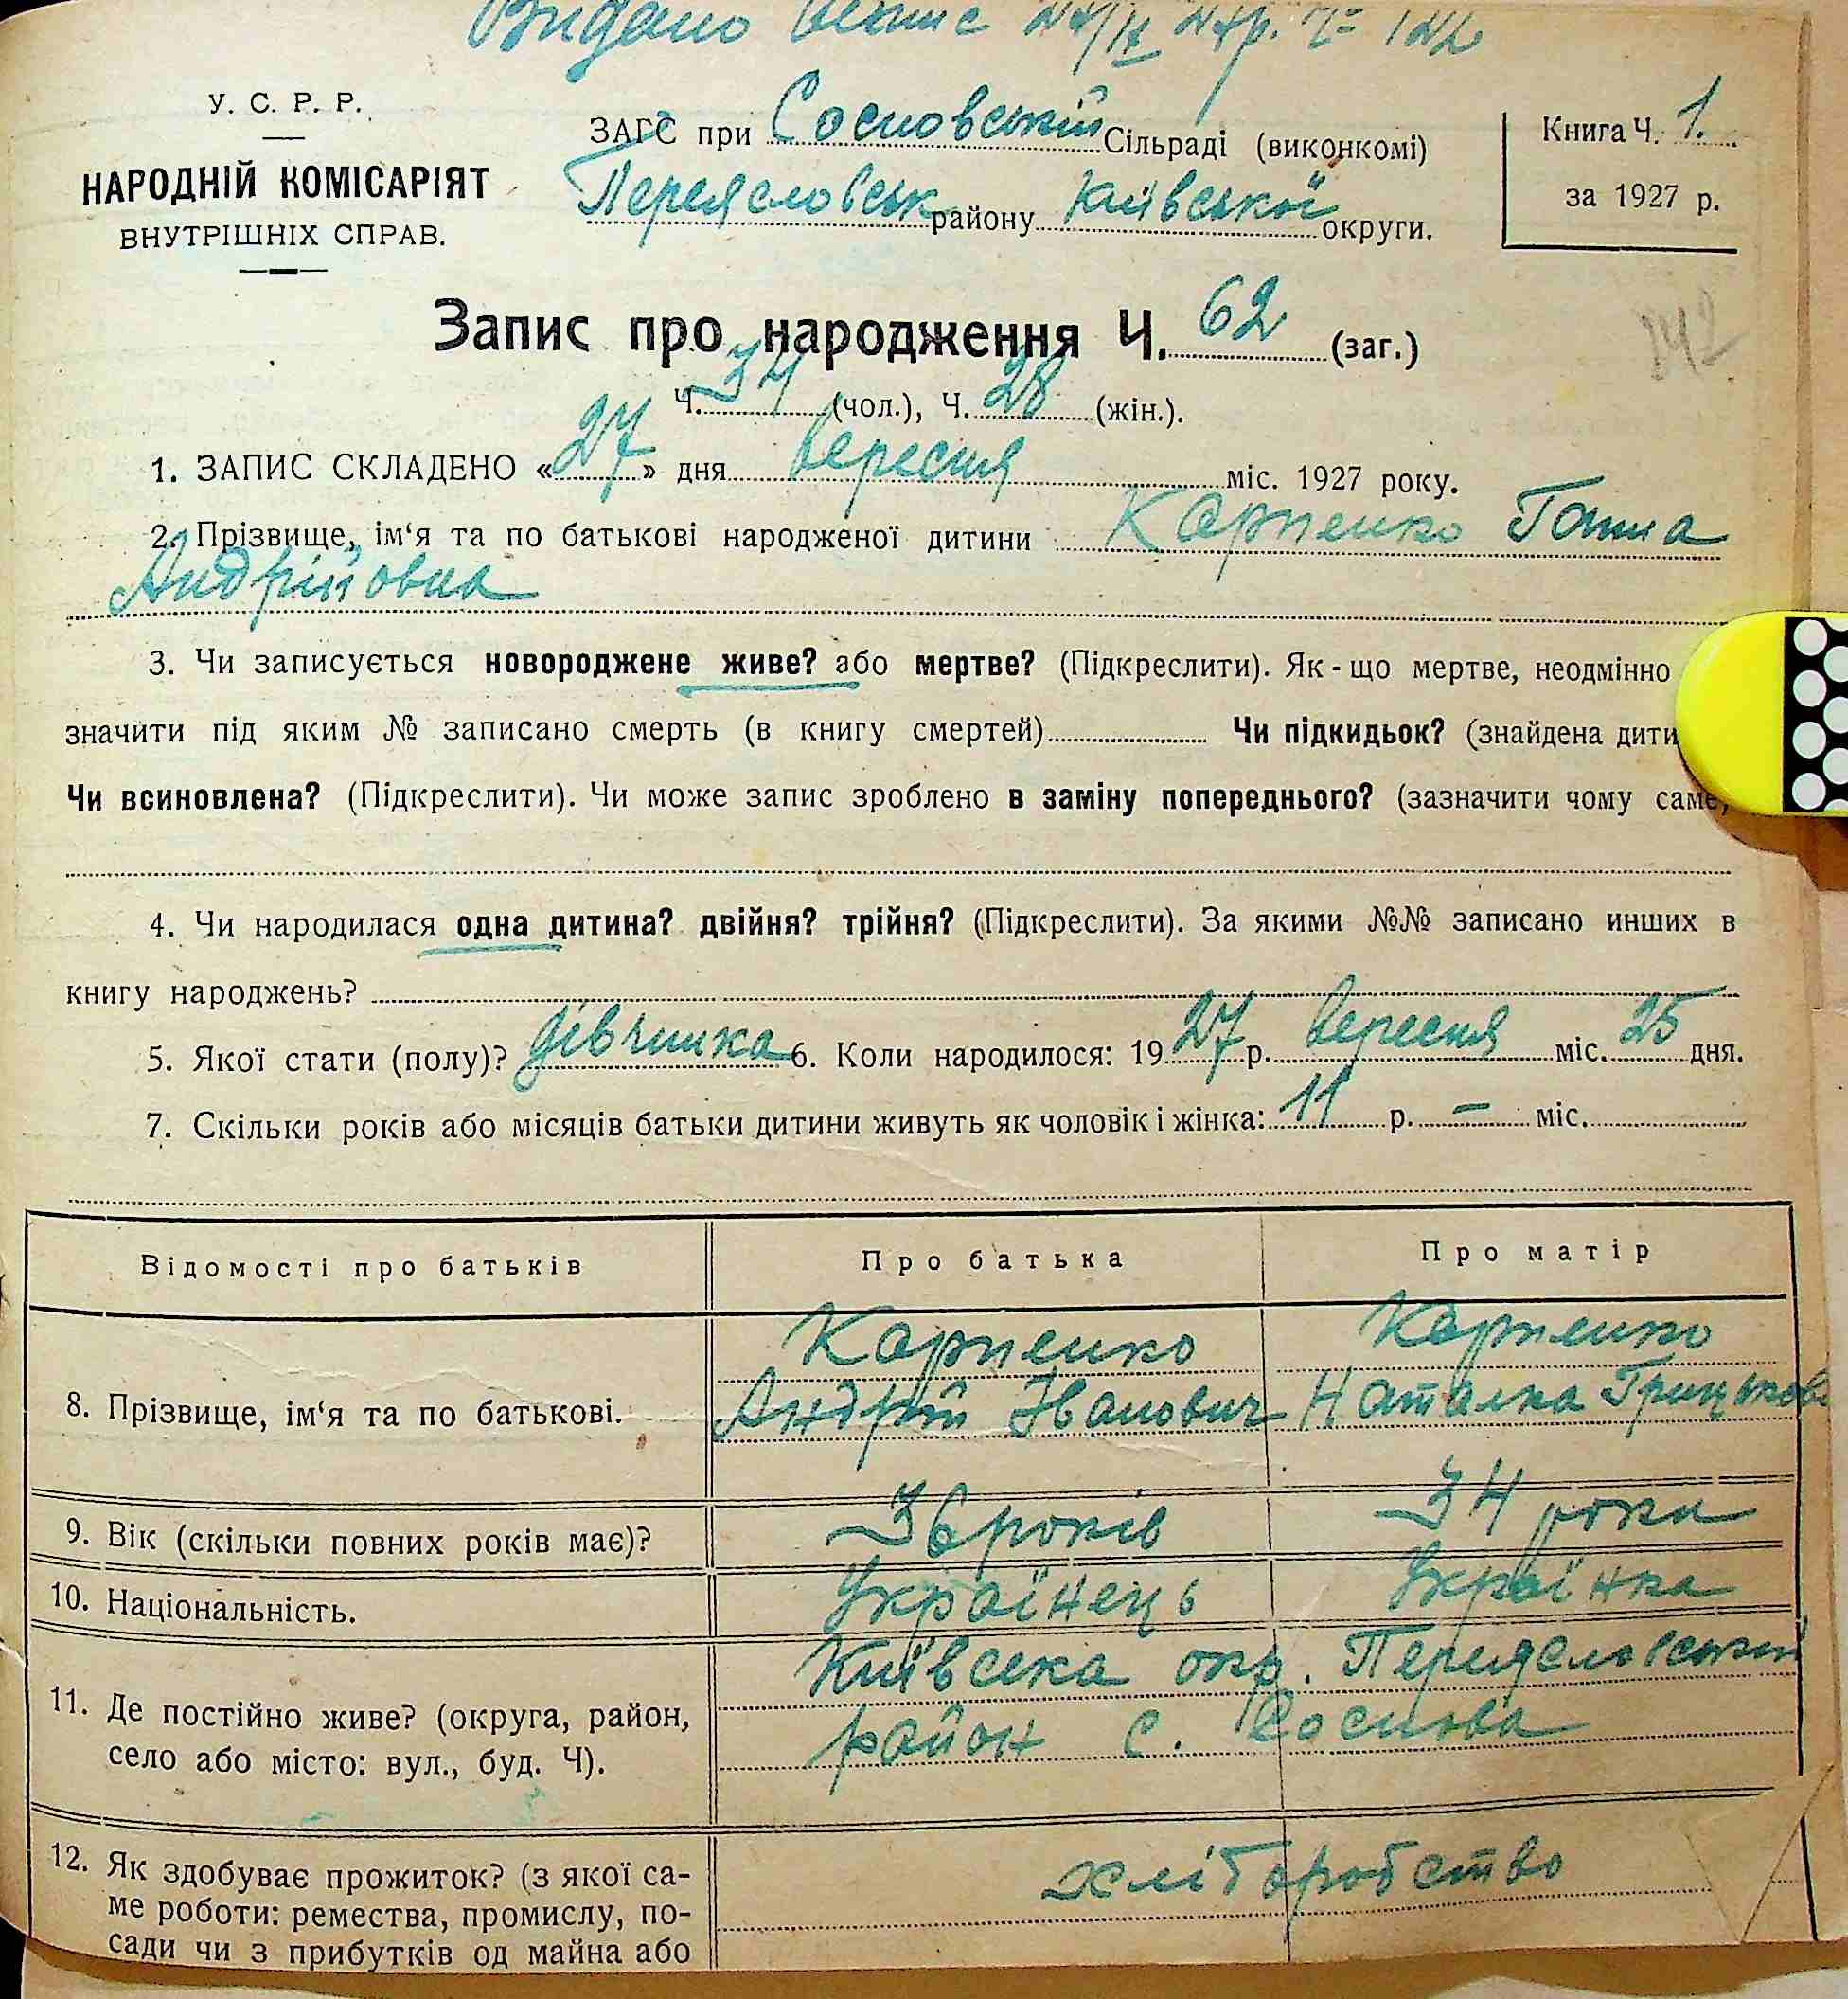 Видано
У. С. Р. Р.
НАРОДНІЙ КОМІСАРІЯТ
ВНУТРІШНІХ СПРАВ.
ЗАГС при Сосновській Сільраді (виконкомі)
Переясловськ району Київської округи.
Книга Ч. 1.
за 1927 р.
Запис про народження Ч. 62 (заг.)
142
Ч. 34 (чол.), Ч. 28 (жін.).
1. ЗАПИС СКЛАДЕНО «27» дня вересня міс. 1927 року.
2. Прізвище, ім‘я та по батькові народженої дитини Карпенко Ганна
Андрійовна
3. Чи записується новороджене живе? або мертве? (Підкреслити). Як-що мертве, неодмінно
значити під яким № записано смерть (в книгу смертей) Чи підкидьок? (знайдена дити
Чи всиновлена? (Підкреслити). Чи може запис зроблено в заміну попереднього? (зазначити чому саме,
4. Чи народилася одна дитина? двійня? трійня? (Підкреслити). За якими №№ записано инших в
книгу народжень?
5. Якої стати (полу)? дівчинка 6. Коли народилося: 1927 р. вересня міс. 25 дня.
7. Скільки років або місяців батьки дитини живуть як чоловік і жінка: 11 р. — міс.
Відомості про батьків Про батька Про матір
8. Прізвище, ім‘я та по батькові.
Карпенко
Андрій Іванович
Карпенко
Наталка Грицьков
9. Вік (скільки повних років має)? 36 років 34 роки
10. Національність. Українець Українка
11. Де постійно живе? (округа, район,
село або місто: вул., буд. Ч).
Київсека окр. Переясловський
район с. Соснова
12. Як здобуває прожиток? (з якої са-
ме роботи: ремества, промислу, по-
сади чи з прибутків од майна або
хліборобство